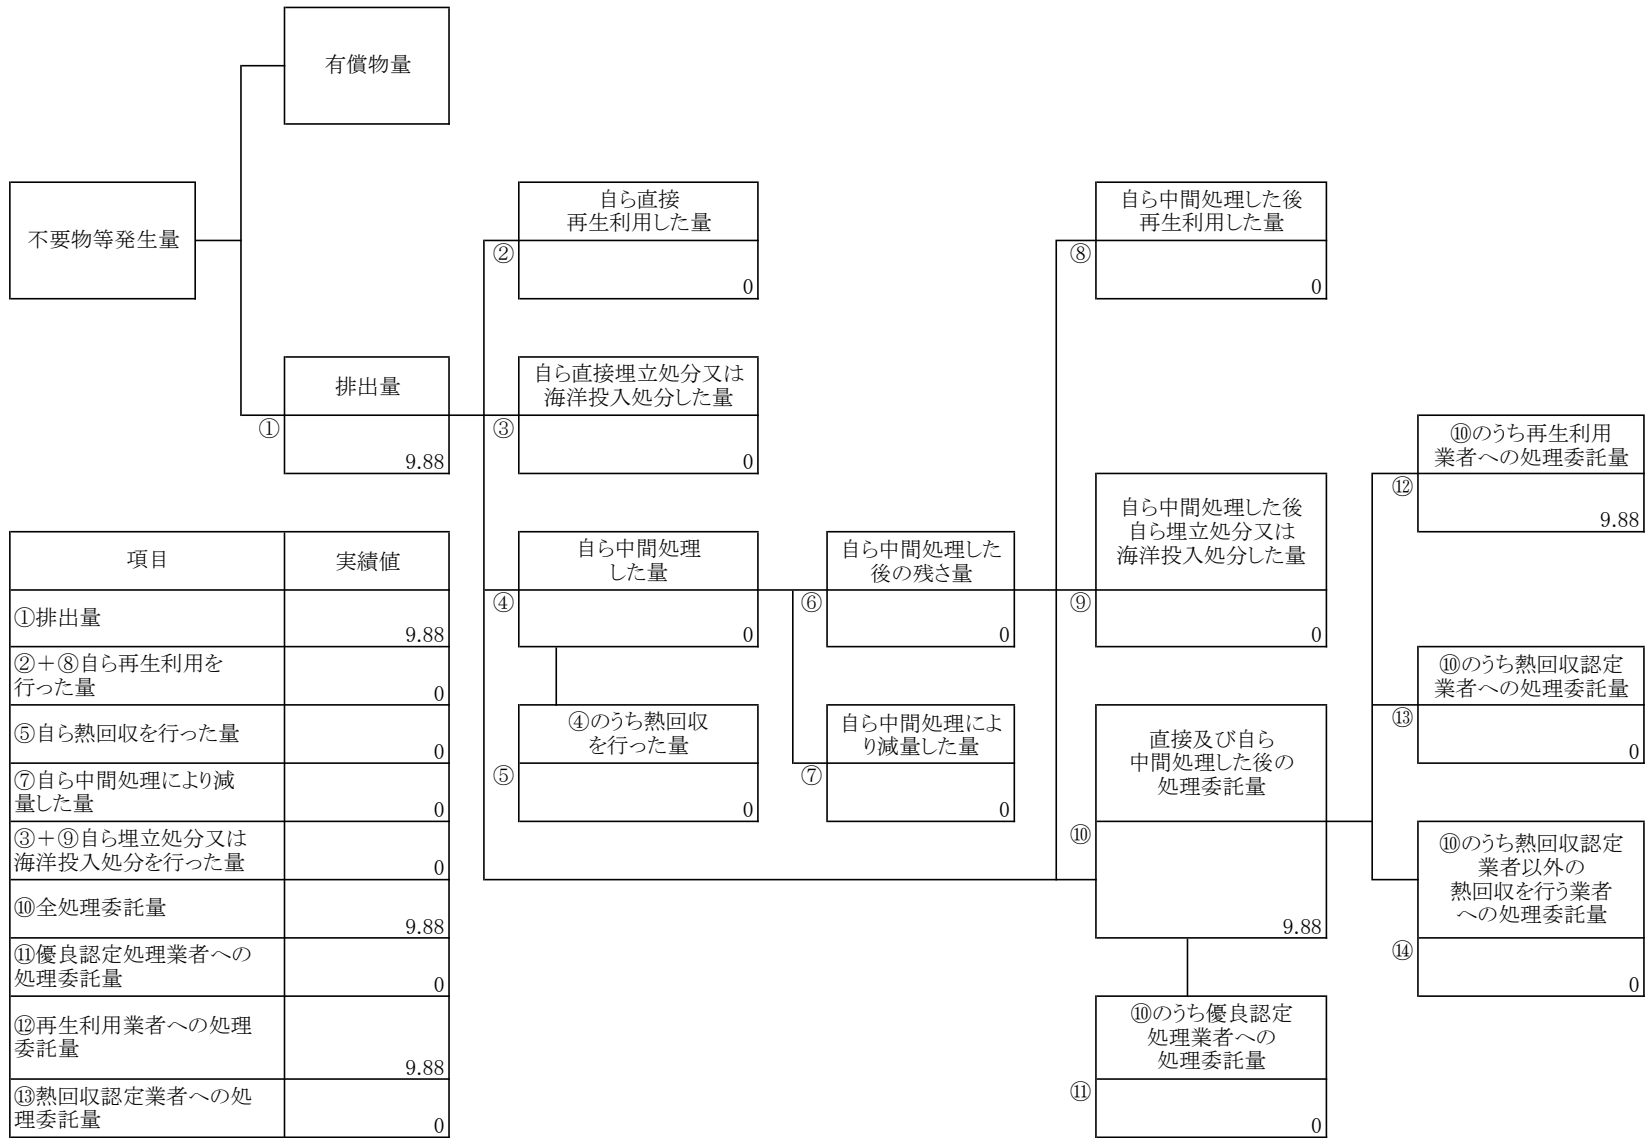 有償物量
不要物等発生量
自ら直接
再生利用した量
②
0
自ら中間処理した後
再生利用した量
⑧
0
排出量
①
9.88
自ら直接埋立処分又は
海洋投入処分した量
③
0
⑩のうち再生利用
業者への処理委託量
⑫
9.88
自ら中間処理
した量
④
0
自ら中間処理した
後の残さ量
⑥
0
自ら中間処理した後
自ら埋立処分又は
海洋投入処分した量
⑨
0
⑩のうち熱回収認定
業者への処理委託量
⑬
0
④のうち熱回収
を行った量
⑤
0
自ら中間処理によ
り減量した量
⑦
0
直接及び自ら
中間処理した後の
処理委託量
⑩
9.88
⑩のうち熱回収認定
業者以外の
熱回収を行う業者
への処理委託量
⑭
0
⑩のうち優良認定
処理業者への
処理委託量
⑪
0
項目 実績値
①排出量
9.88
②＋⑧自ら再生利用を
行った量
0
⑤自ら熱回収を行った量
0
⑦自ら中間処理により減
量した量
0
③＋⑨自ら埋立処分又は
海洋投入処分を行った量
0
⑩全処理委託量
9.88
⑪優良認定処理業者への
処理委託量
0
⑫再生利用業者への処理
委託量
9.88
⑬熱回収認定業者への処
理委託量
0